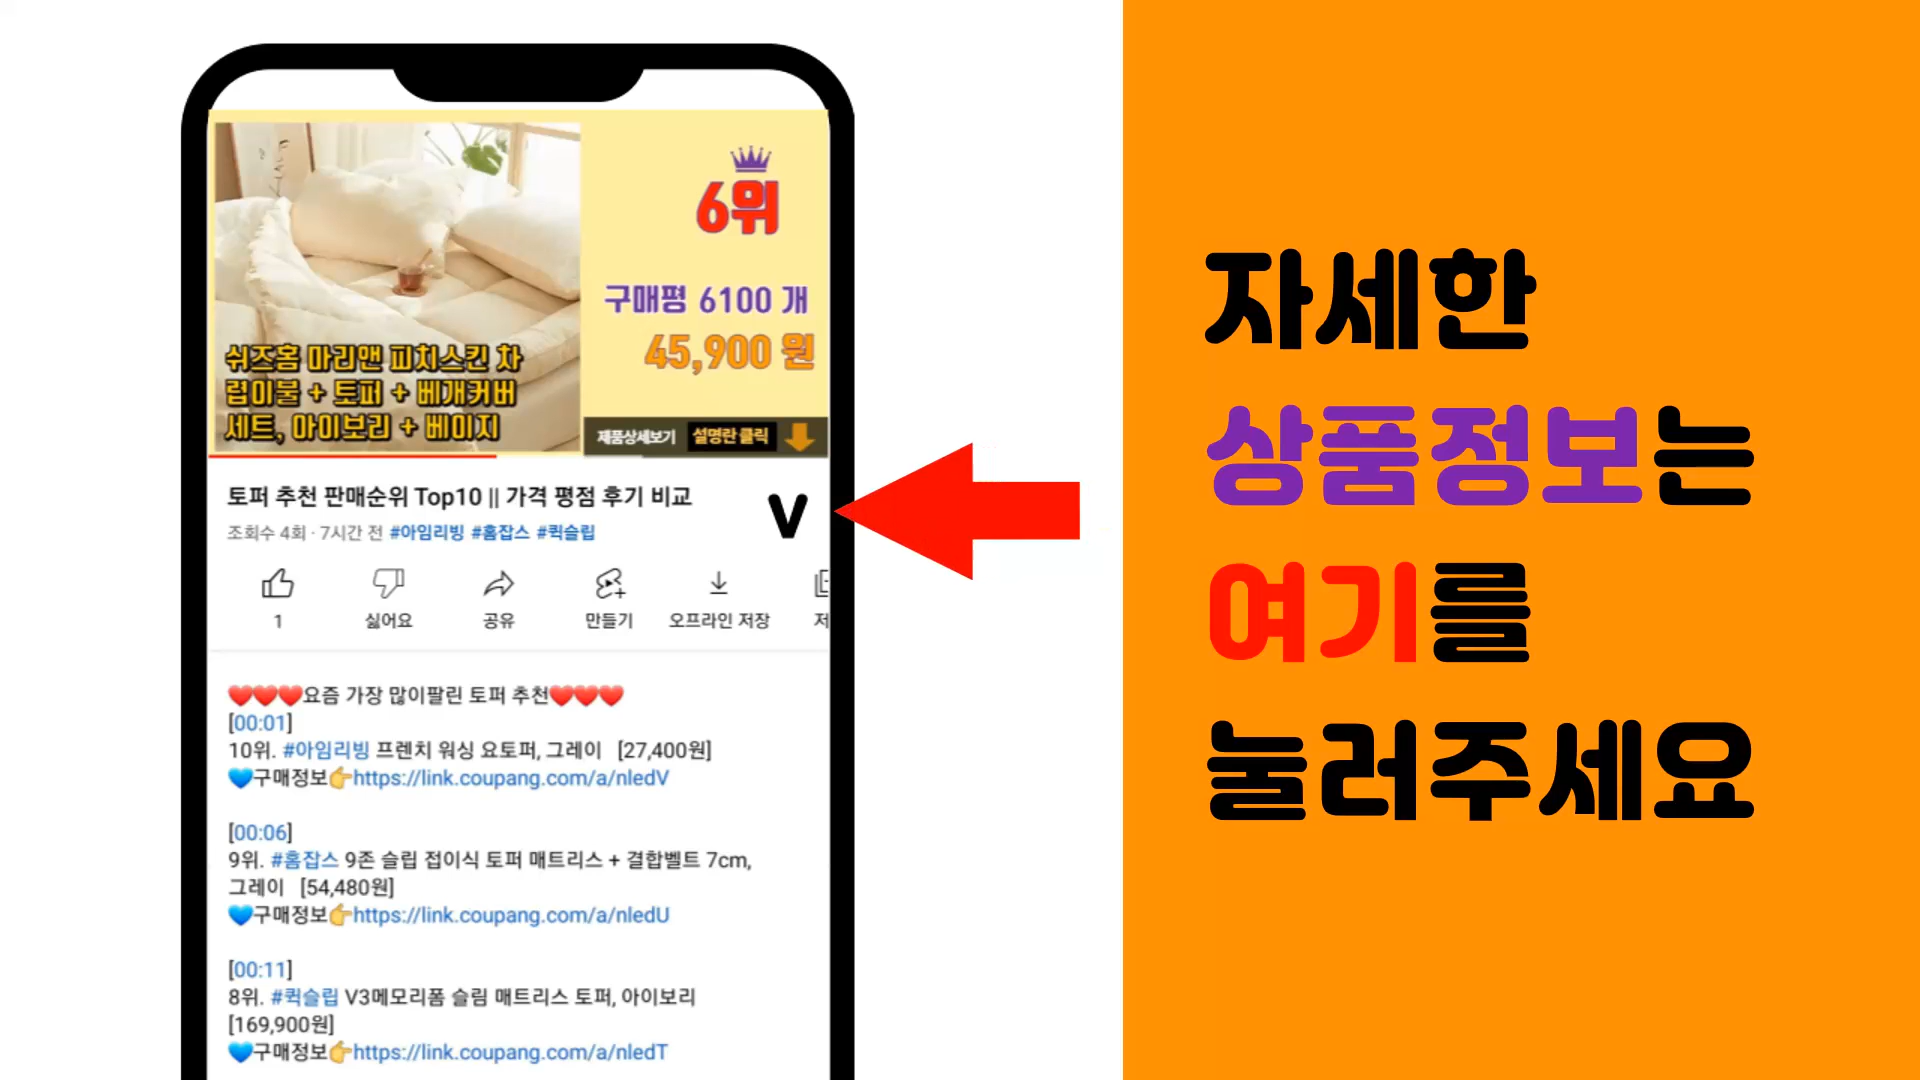 6위
구매평 6100 개
45,900 원
쉬즈홈 마리앤 피치스킨 차
렵이불 + 토퍼 + 베개커버
세트, 아이보리 + 베이지
제품상세보기 설명란 클릭
토퍼 추천 판매순위 Top10 || 가격 평점 후기 비교
V
조회수 4회 · 7시간 전 #아임리빙 #홈잡스 #퀵슬립
1 싫어요 공유 만들기 오프라인 저장 저
❤❤❤요즘 가장 많이팔린 토퍼 추천❤❤❤
[00:01]
10위. #아임리빙 프렌치 워싱 요토퍼, 그레이 [27,400원]
💙구매정보👉https://link.coupang.com/a/nledV
[00:06]
9위. #홈잡스 9존 슬립 접이식 토퍼 매트리스 + 결합벨트 7cm,
그레이 [54,480원]
💙구매정보👉https://link.coupang.com/a/nledU
[00:11]
8위. #퀵슬립 V3메모리폼 슬림 매트리스 토퍼, 아이보리
[169,900원]
💙구매정보👉https://link.coupang.com/a/nledT
자세한
상품정보는
여기를
눌러주세요